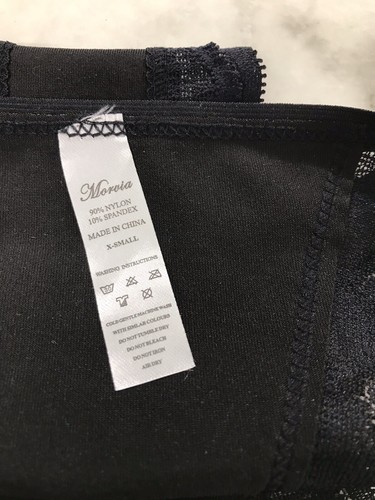 Morvia
90% NYLON
10% SPANDEX
MADE IN CHINA
X-SMALL
WASHING INSTRUCTIONS
COLD GENTLE MACHINE WASH
WITH SIMILAR COLOURS
DO NOT TUMBLE DRY
DO NOT BLEACH
DO NOT IRON
AIR DRY